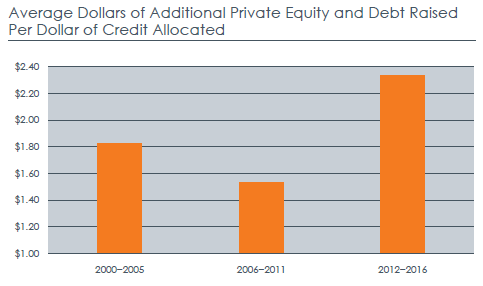 Average Dollars of Additional Private Equity and Debt Raised
Per Dollar of Credit Allocated
$2.40
$2.20
$2.00
$1.80
$1.60
$1.40
$1.20
$1.00
2000–2005 2006–2011 2012–2016